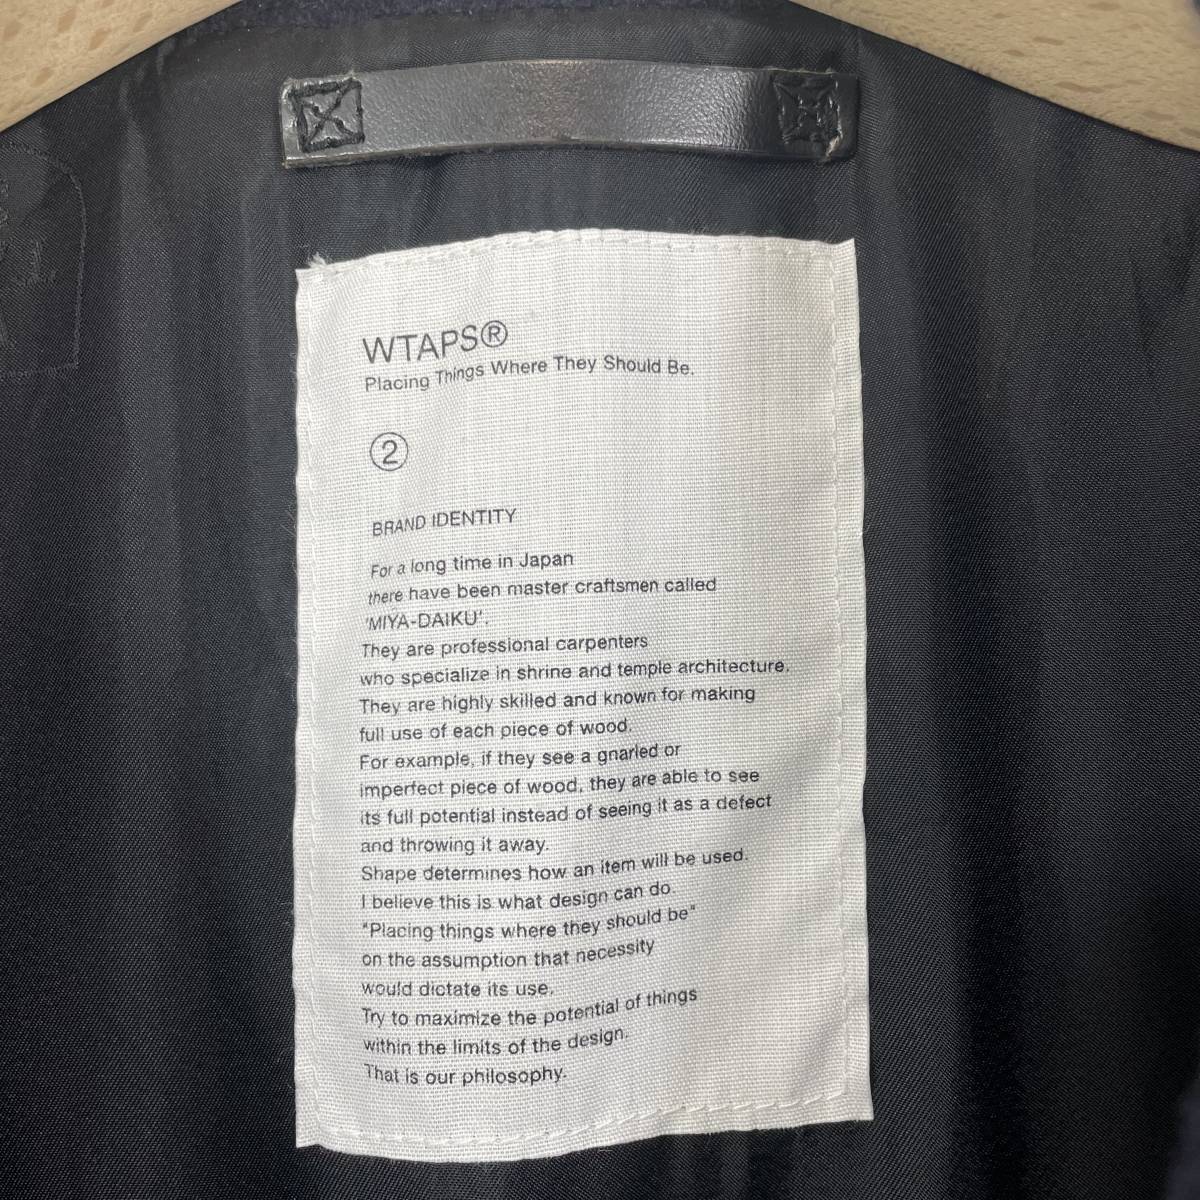 WTAPS®
Placing Things Where They Should Be.
②
BRAND IDENTITY
For a long time in Japan
there have been master craftsmen called
'MIYA-DAIKU'.
They are professional carpenters
who specialize in shrine and temple architecture.
They are highly skilled and known for making
full use of each piece of wood.
For example, if they see a gnarled or
imperfect piece of wood, they are able to see
its full potential instead of seeing it as a defect
and throwing it away.
Shape determines how an item will be used.
I believe this is what design can do.
"Placing things where they should be"
on the assumption that necessity
would dictate its use.
Try to maximize the potential of things
within the limits of the design.
That is our philosophy.